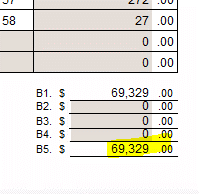 272 .00
58 27 .00
0 .00
0 .00
B1. $ 69,329 .00
B2. $ 0 .00
B3. $ 0 .00
B4. $ 0 .00
B5. $ 69,329 .00